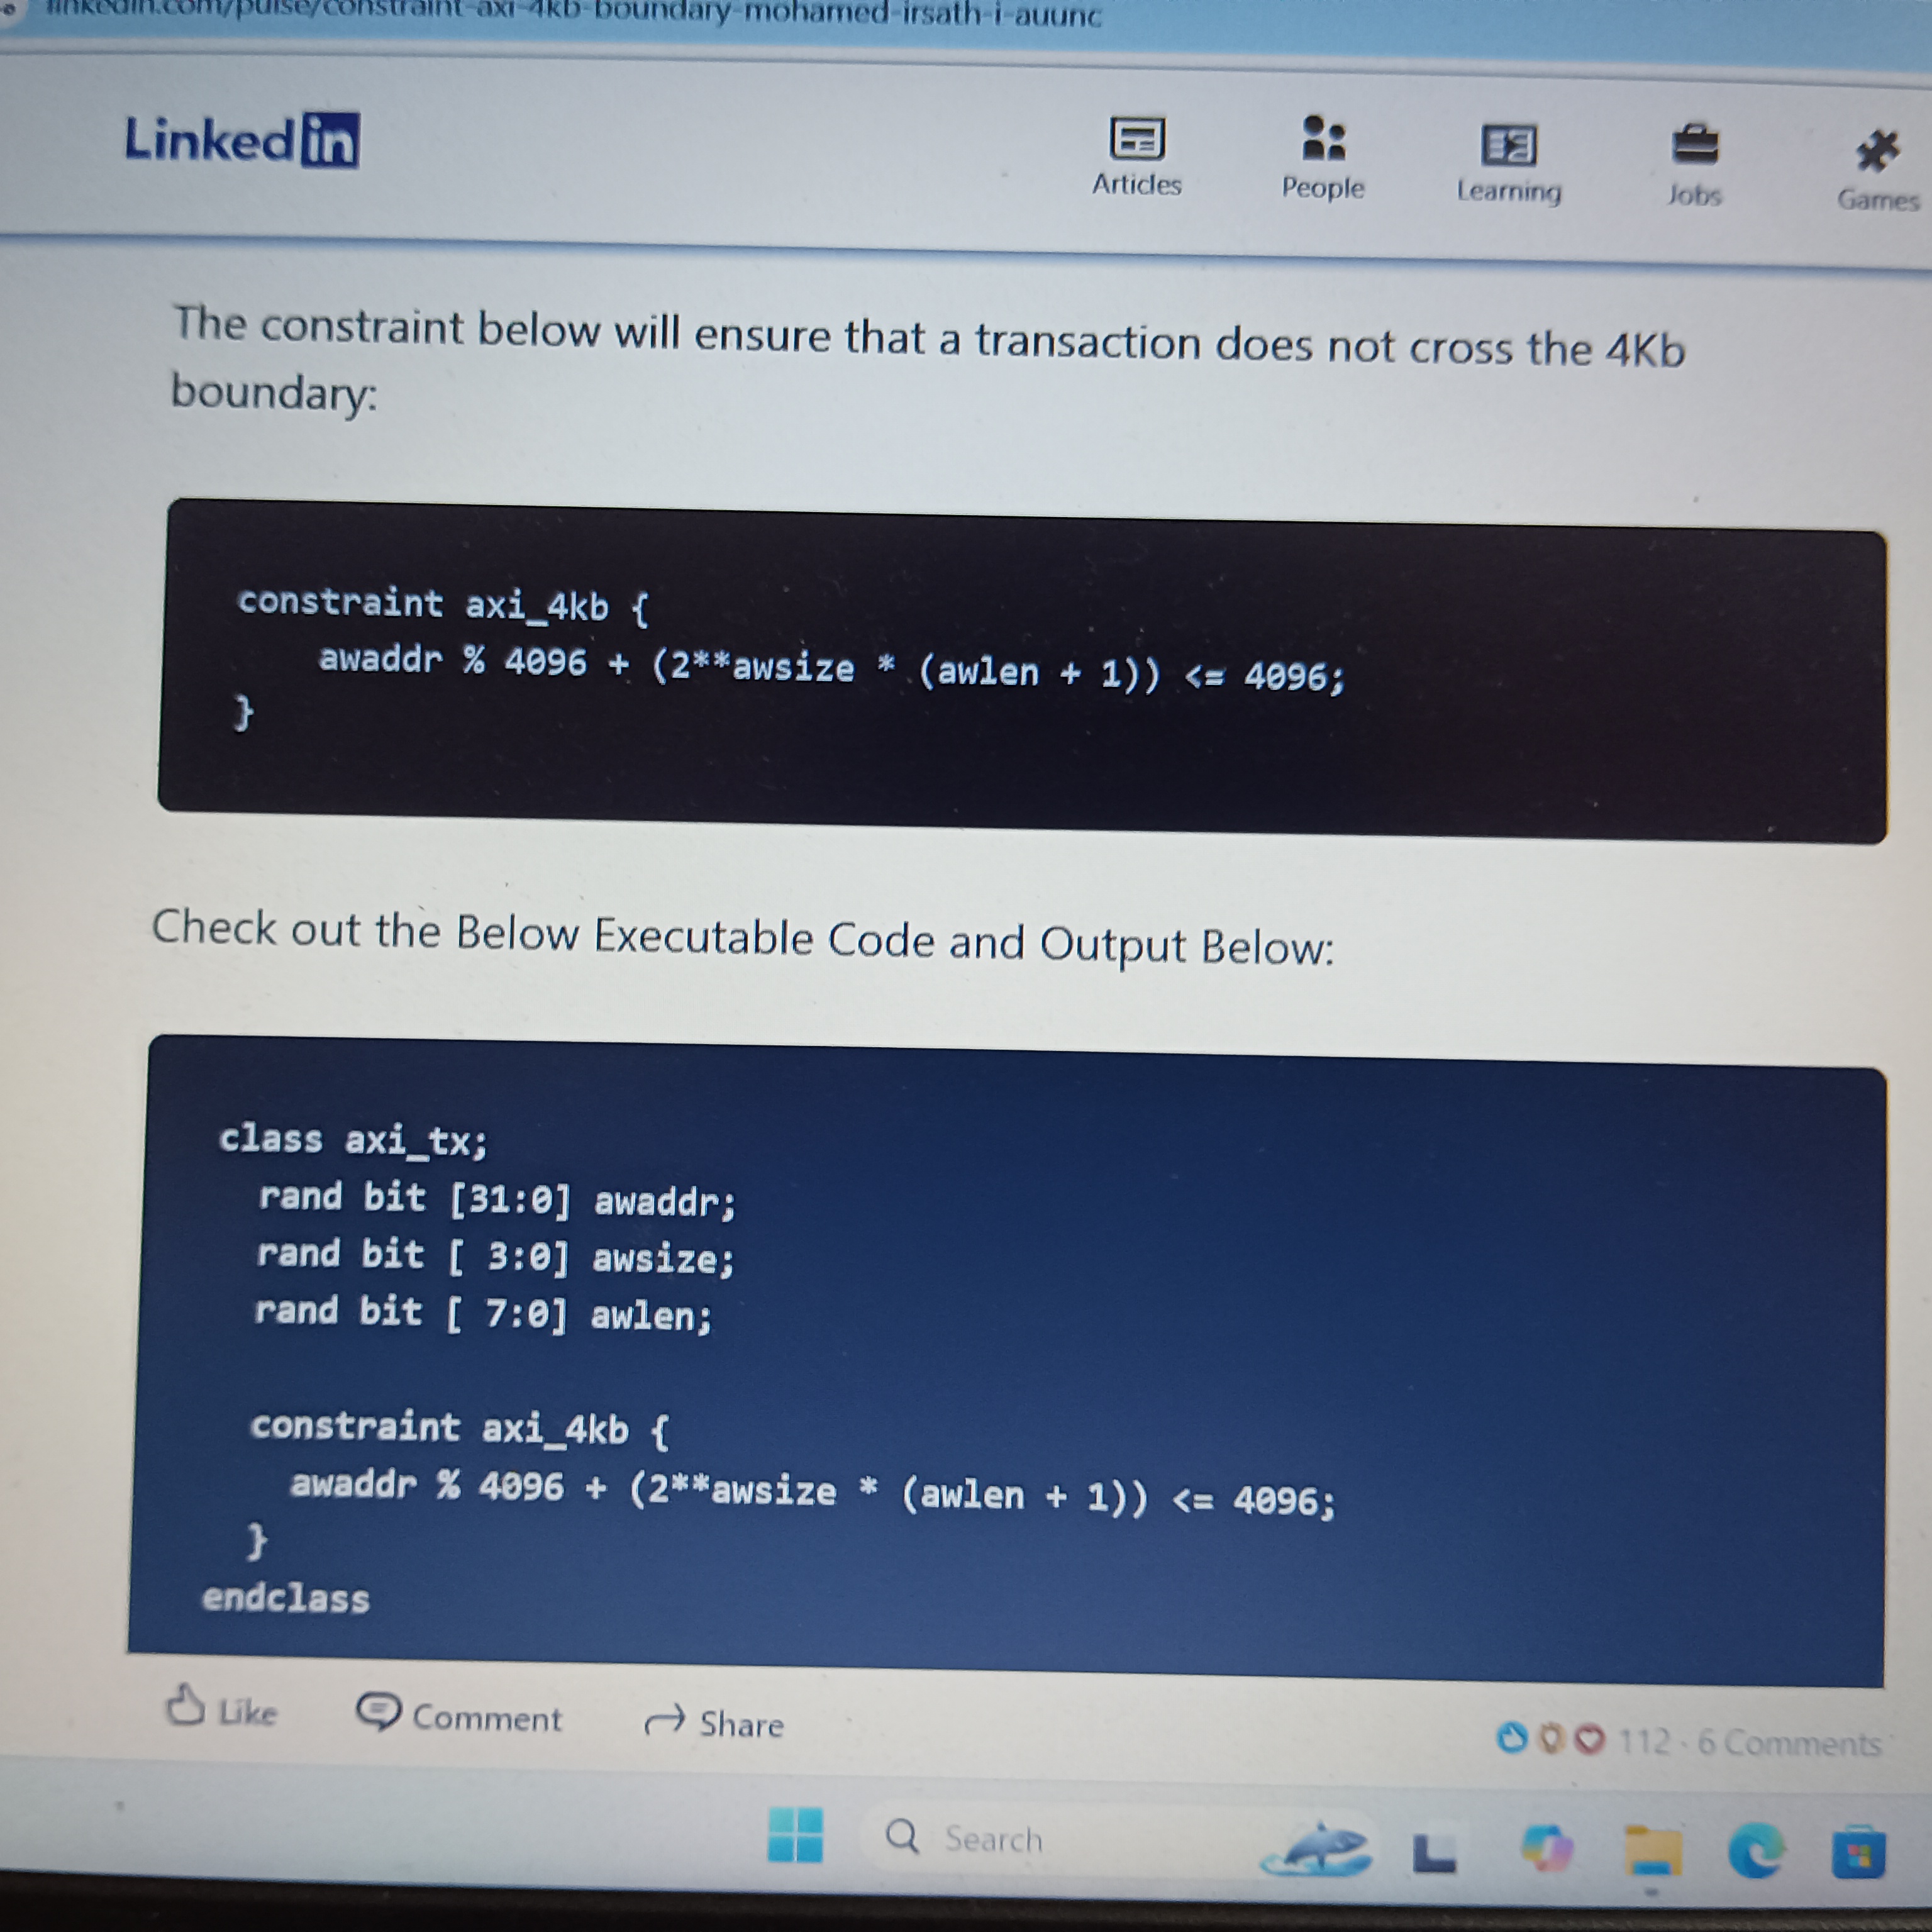 linkedin.com/pulse/constraint-axi-4kb-boundary-mohamed-irsath-i-auunc
Linked in
Articles
People
Learning
Jobs
Games
The constraint below will ensure that a transaction does not cross the 4Kb
boundary:
constraint axi_4kb {
awaddr % 4096 + (2**awsize * (awlen + 1)) <= 4096;
}
Check out the Below Executable Code and Output Below:
class axi_tx;
rand bit [31:0] awaddr;
rand bit [ 3:0] awsize;
rand bit [ 7:0] awlen;
constraint axi_4kb {
awaddr % 4096 + (2**awsize * (awlen + 1)) <= 4096;
}
endclass
Like
Comment
Share
112 · 6 Comments
Search